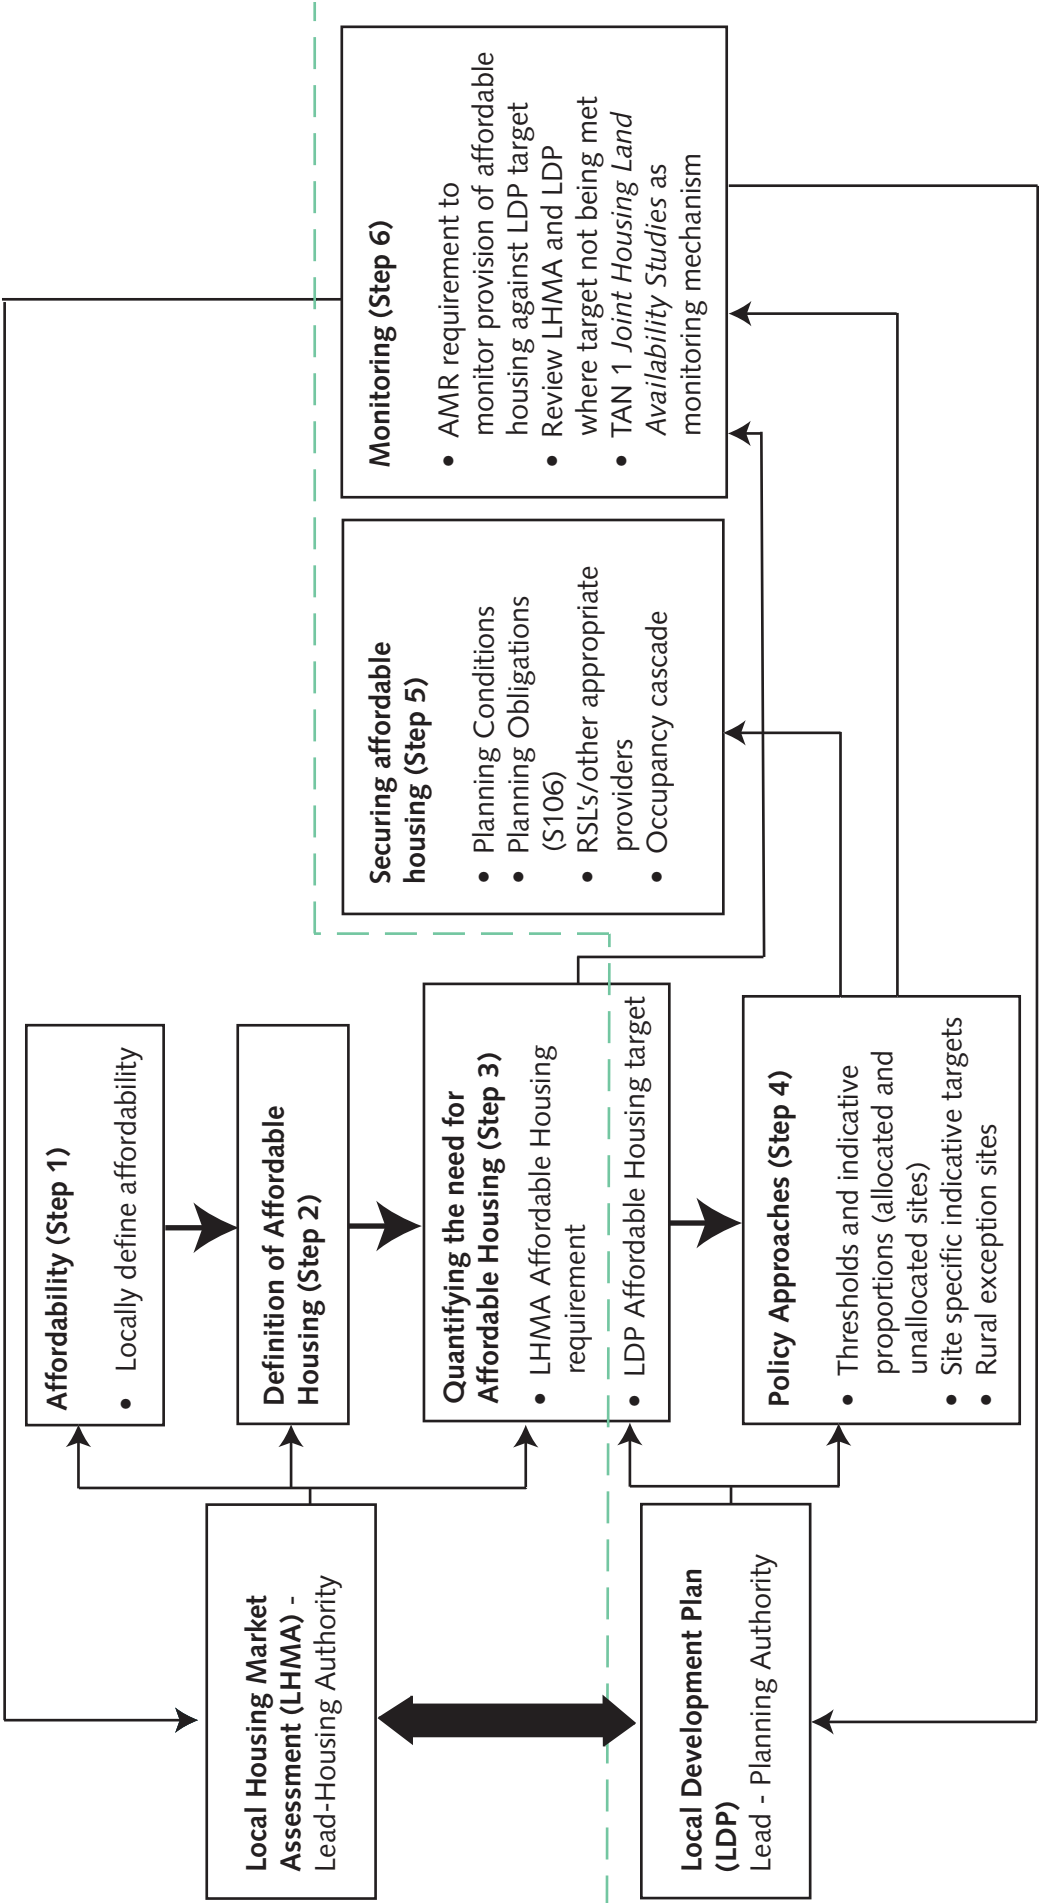 Local Housing Market
Assessment (LHMA) -
Lead-Housing Authority
Local Development Plan
(LDP)
Lead - Planning Authority
Affordability (Step 1)
• Locally define affordability
Definition of Affordable
Housing (Step 2)
Quantifying the need for
Affordable Housing (Step 3)
• LHMA Affordable Housing
requirement
• LDP Affordable Housing target
Policy Approaches (Step 4)
• Thresholds and indicative
proportions (allocated and
unallocated sites)
• Site specific indicative targets
• Rural exception sites
Securing affordable
housing (Step 5)
• Planning Conditions
• Planning Obligations
(S106)
• RSL's/other appropriate
providers
• Occupancy cascade
Monitoring (Step 6)
• AMR requirement to
monitor provision of affordable
housing against LDP target
• Review LHMA and LDP
where target not being met
• TAN 1 Joint Housing Land
Availability Studies as
monitoring mechanism